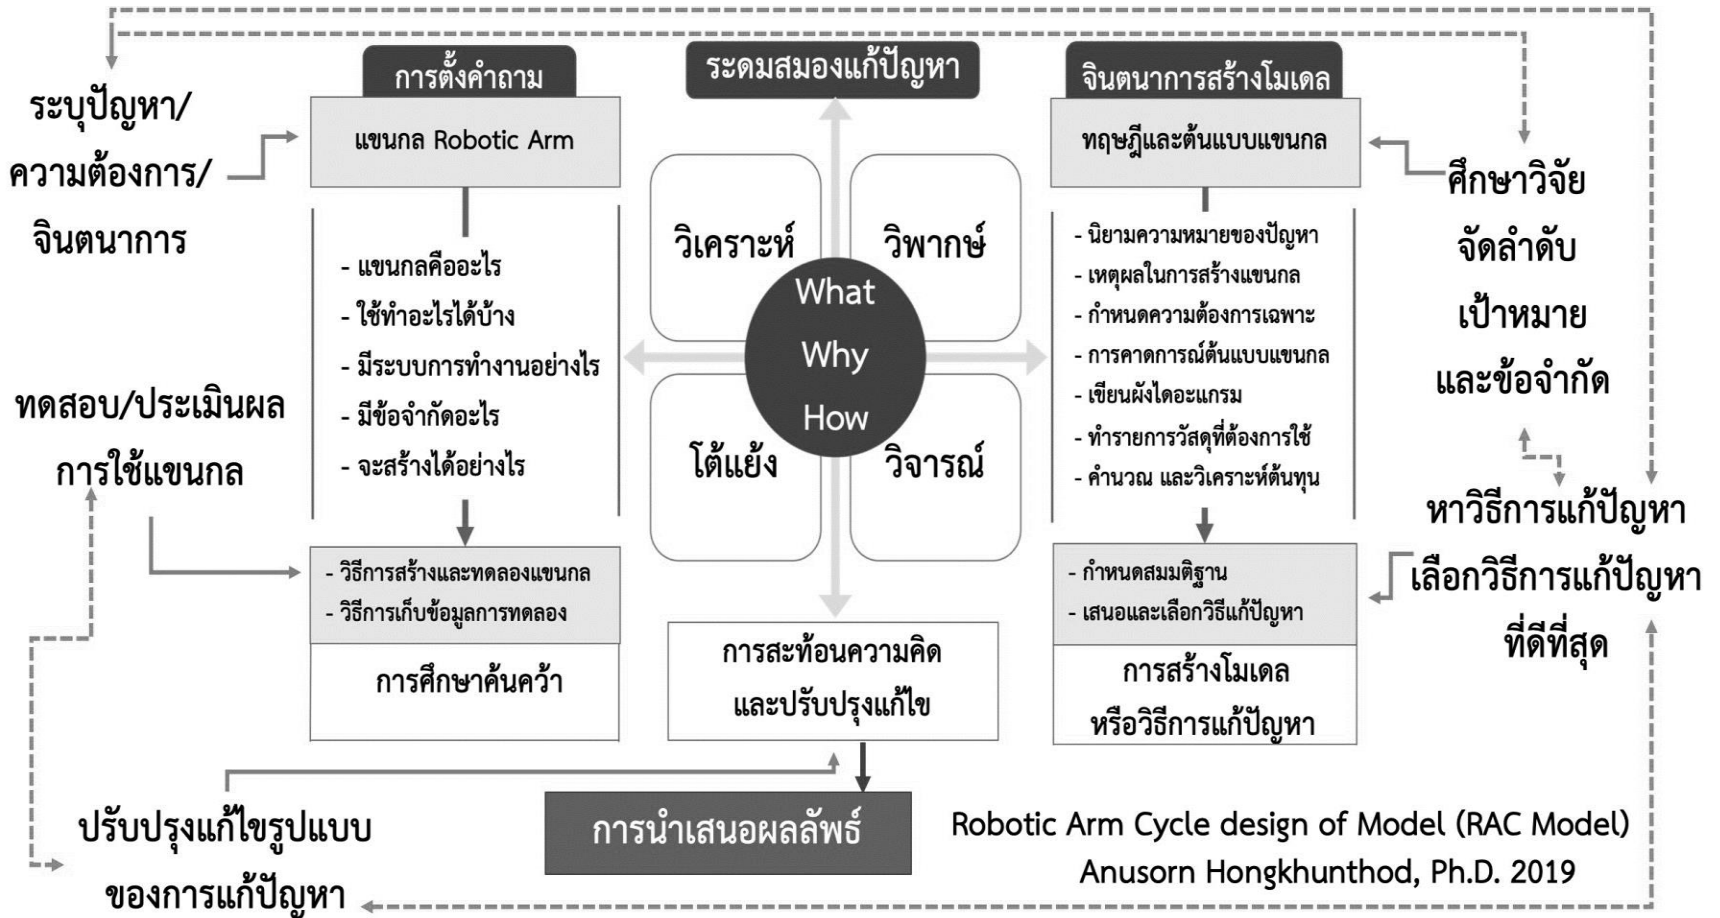 ระบุปัญหา/
ความต้องการ/
จินตนาการ
การตั้งคำถาม
แขนกล Robotic Arm
- แขนกลคืออะไร
- ใช้ทำอะไรได้บ้าง
- มีระบบการทำงานอย่างไร
- มีข้อจำกัดอะไร
- จะสร้างได้อย่างไร
- วิธีการสร้างและทดลองแขนกล
- วิธีการเก็บข้อมูลการทดลอง
การศึกษาค้นคว้า
ทดสอบ/ประเมินผล
การใช้แขนกล
ปรับปรุงแก้ไขรูปแบบ
ของการแก้ปัญหา
ระดมสมองแก้ปัญหา
วิเคราะห์
วิพากษ์
What
Why
How
โต้แย้ง
วิจารณ์
การสะท้อนความคิด
และปรับปรุงแก้ไข
การนำเสนอผลลัพธ์
จินตนาการสร้างโมเดล
ทฤษฎีและต้นแบบแขนกล
- นิยามความหมายของปัญหา
- เหตุผลในการสร้างแขนกล
- กำหนดความต้องการเฉพาะ
- การคาดการณ์ต้นแบบแขนกล
- เขียนผังไดอะแกรม
- ทำรายการวัสดุที่ต้องการใช้
- คำนวณ และวิเคราะห์ต้นทุน
- กำหนดสมมติฐาน
- เสนอและเลือกวิธีแก้ปัญหา
การสร้างโมเดล
หรือวิธีการแก้ปัญหา
ศึกษาวิจัย
จัดลำดับ
เป้าหมาย
และข้อจำกัด
หาวิธีการแก้ปัญหา
เลือกวิธีการแก้ปัญหา
ที่ดีที่สุด
Robotic Arm Cycle design of Model (RAC Model)
Anusorn Hongkhunthod, Ph.D. 2019